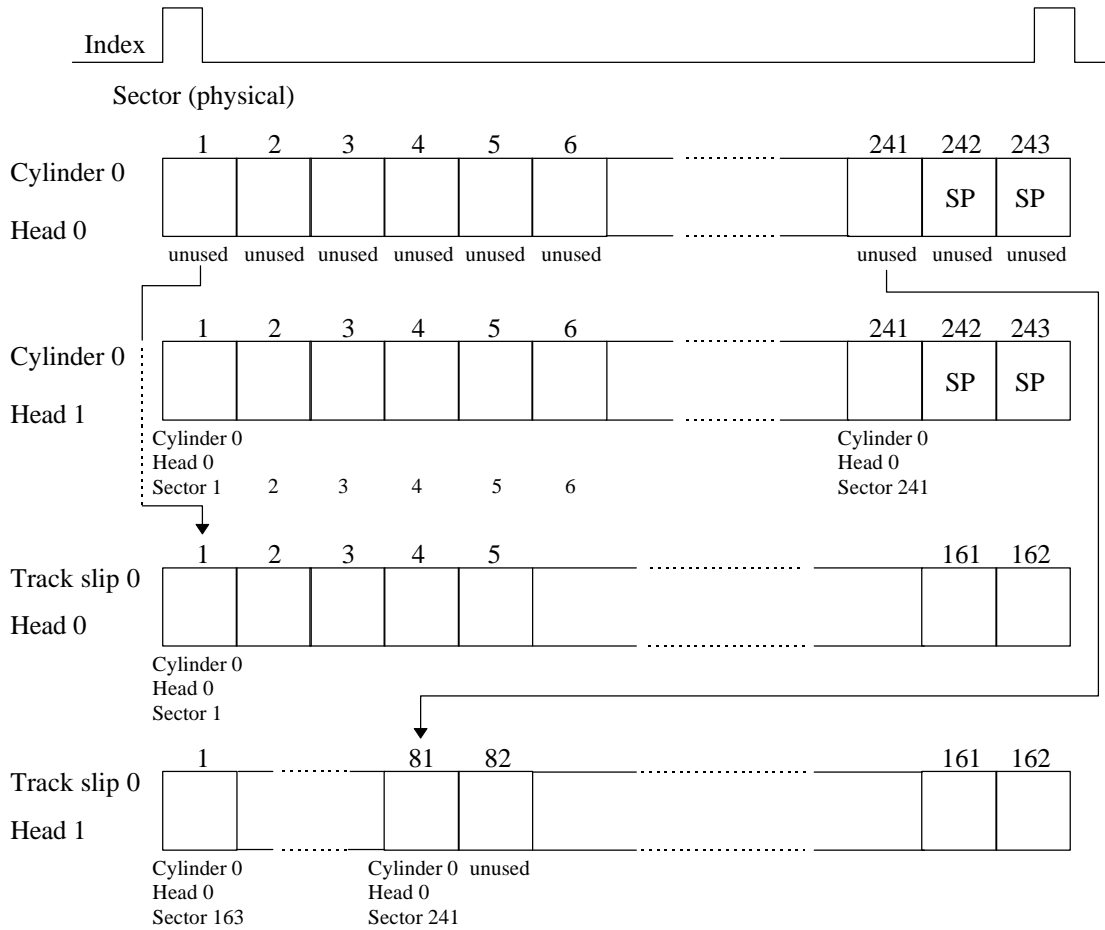 Index
Sector (physical)
1 2 3 4 5 6 241 242 243
Cylinder 0
SP SP
Head 0
unused unused unused unused unused unused unused unused unused
1 2 3 4 5 6 241 242 243
Cylinder 0
SP SP
Head 1
Cylinder 0 Cylinder 0
Head 0 Head 0
Sector 1 2 3 4 5 6 Sector 241
1 2 3 4 5 161 162
Track slip 0
Head 0
Cylinder 0
Head 0
Sector 1
1 81 82 161 162
Track slip 0
Head 1
Cylinder 0 Cylinder 0 unused
Head 0 Head 0
Sector 163 Sector 241